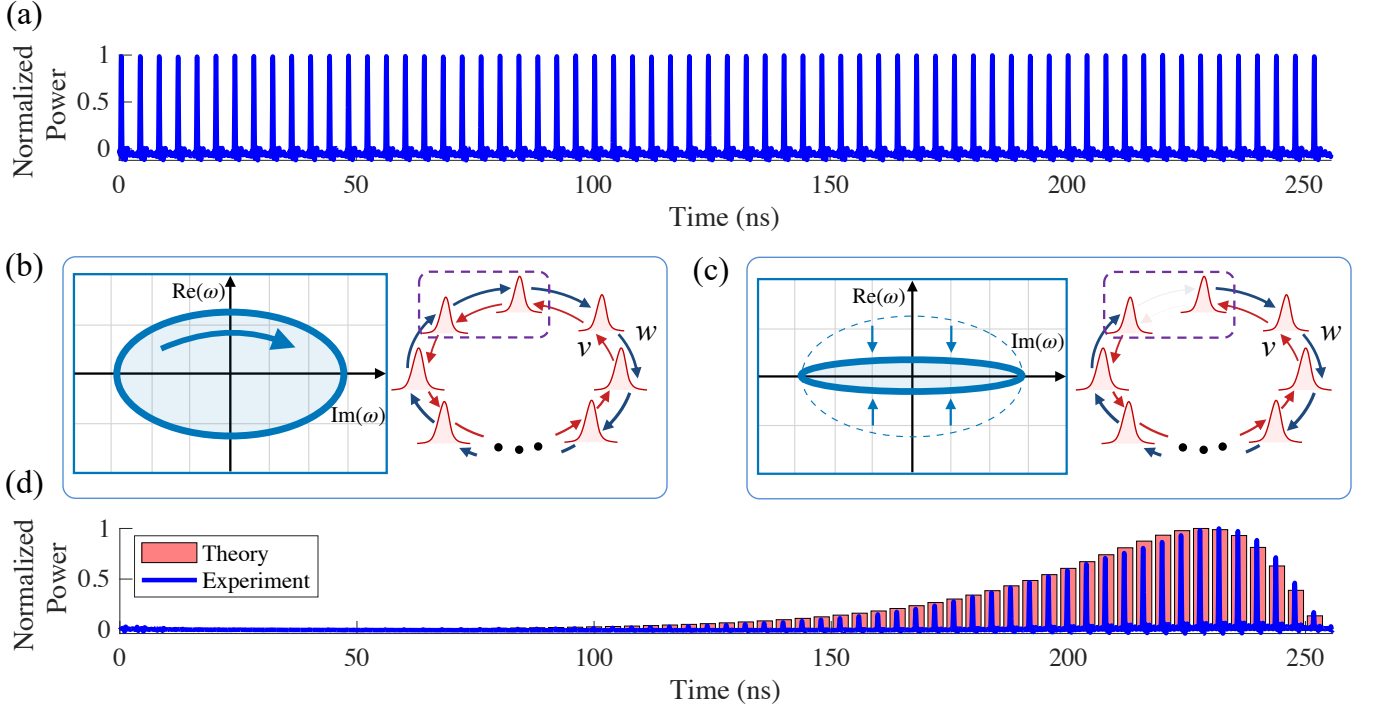 (a)
Normalized
Power
1
0.5
0
0 50 100 150 200 250
Time (ns)
(b)
Re(ω)
Im(ω)
v
w
(c)
Re(ω)
Im(ω)
v
w
(d)
Normalized
Power
1
0.5
0
Theory
Experiment
0 50 100 150 200 250
Time (ns)